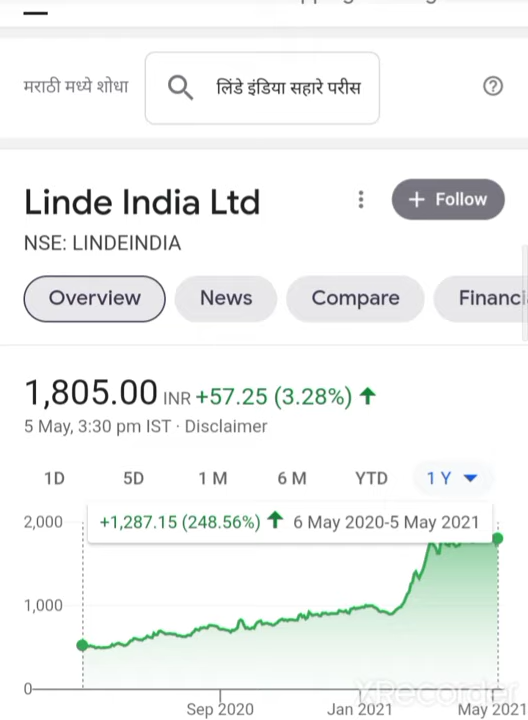 मराठी मध्ये शोधा
लिंडे इंडिया सहारे परीस
Linde India Ltd
+ Follow
NSE: LINDEINDIA
Overview
News
Compare
Financi
1,805.00 INR +57.25 (3.28%) ↑
5 May, 3:30 pm IST · Disclaimer
1D 5D 1 M 6 M YTD 1 Y
2,000
+1,287.15 (248.56%) ↑ 6 May 2020-5 May 2021
1,000
0
XRecorder
Sep 2020 Jan 2021 May 2021